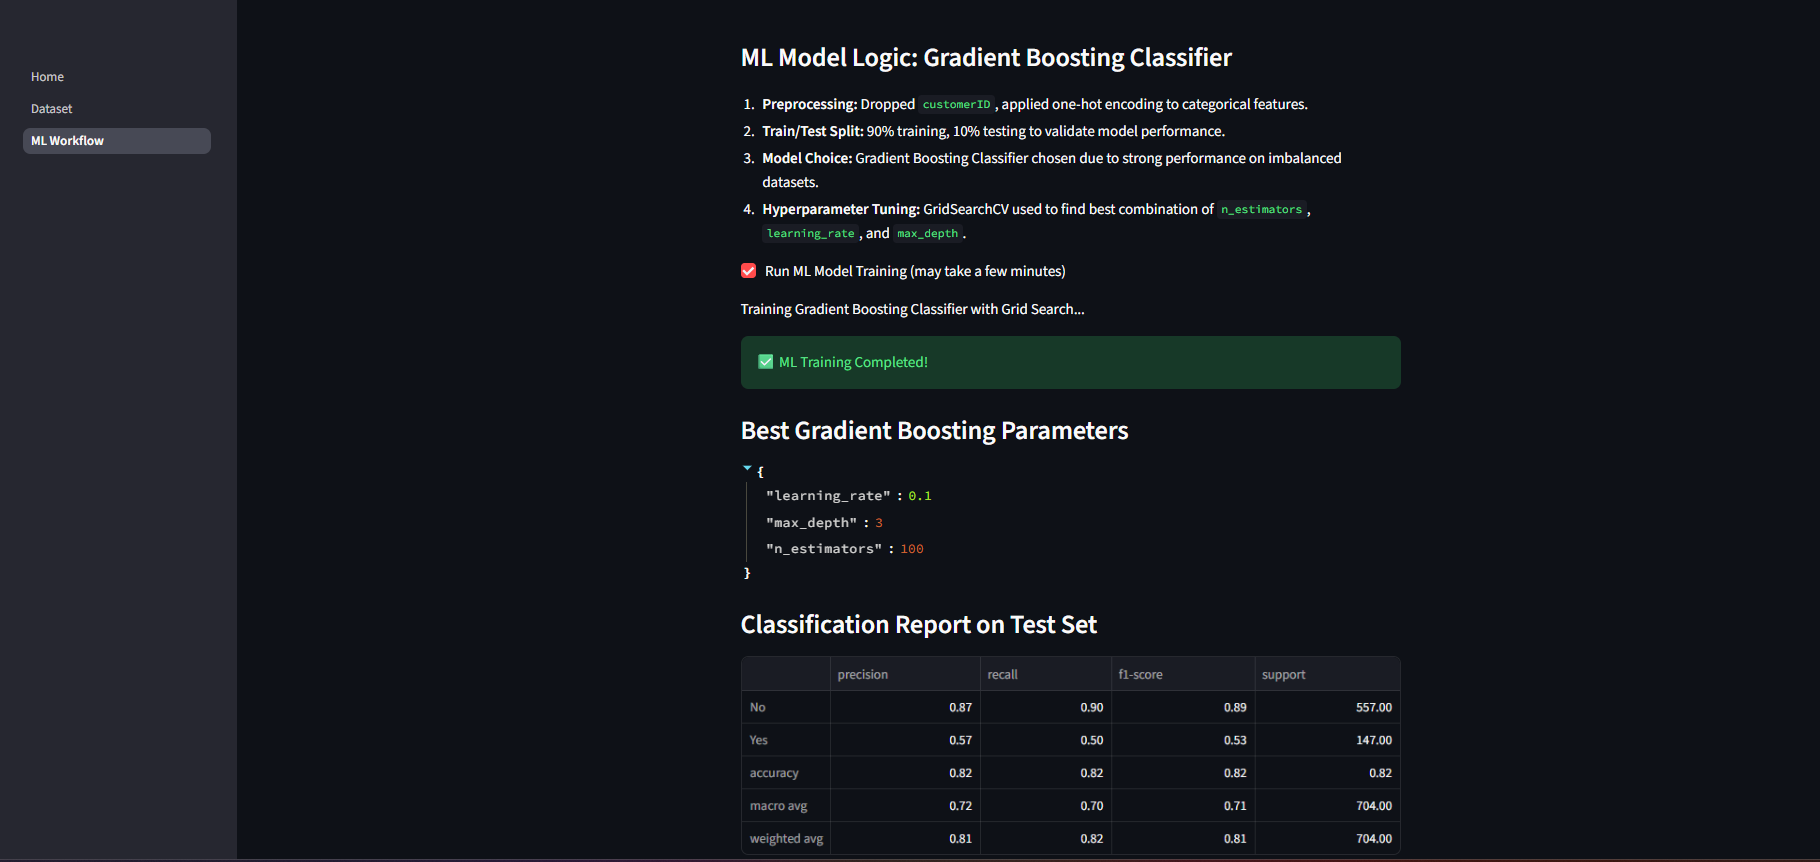 Home
Dataset
ML Workflow
ML Model Logic: Gradient Boosting Classifier
1. Preprocessing: Dropped customerID, applied one-hot encoding to categorical features.
2. Train/Test Split: 90% training, 10% testing to validate model performance.
3. Model Choice: Gradient Boosting Classifier chosen due to strong performance on imbalanced
datasets.
4. Hyperparameter Tuning: GridSearchCV used to find best combination of n_estimators,
learning_rate, and max_depth.
Run ML Model Training (may take a few minutes)
Training Gradient Boosting Classifier with Grid Search...
✅ ML Training Completed!
Best Gradient Boosting Parameters
{
"learning_rate" : 0.1
"max_depth" : 3
"n_estimators" : 100
}
Classification Report on Test Set
precision recall f1-score support
No 0.87 0.90 0.89 557.00
Yes 0.57 0.50 0.53 147.00
accuracy 0.82 0.82 0.82 0.82
macro avg 0.72 0.70 0.71 704.00
weighted avg 0.81 0.82 0.81 704.00